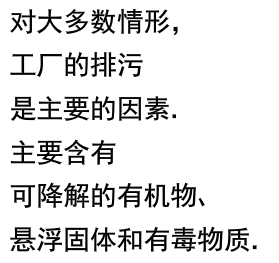 对大多数情形,
工厂的排污
是主要的因素.
主要含有
可降解的有机物、
悬浮固体和有毒物质.